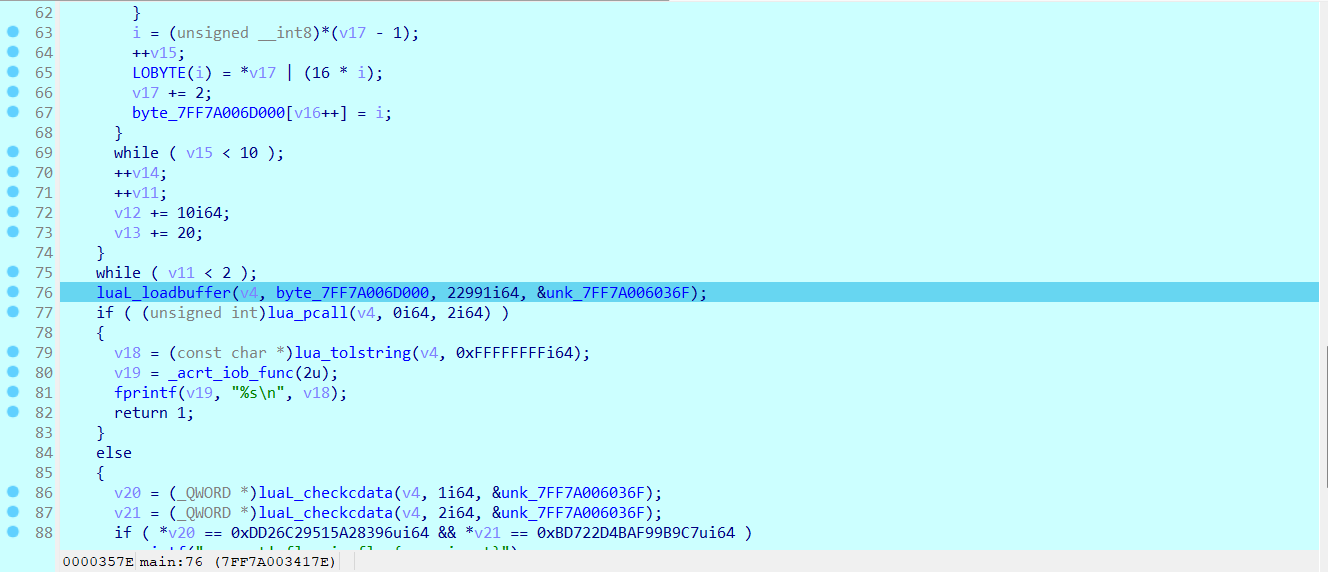 62 }
63 i = (unsigned __int8)*(v17 - 1);
64 ++v15;
65 LOBYTE(i) = *v17 | (16 * i);
66 v17 += 2;
67 byte_7FF7A006D000[v16++] = i;
68 }
69 while ( v15 < 10 );
70 ++v14;
71 ++v11;
72 v12 += 10i64;
73 v13 += 20;
74 }
75 while ( v11 < 2 );
76 luaL_loadbuffer(v4, byte_7FF7A006D000, 22991i64, &unk_7FF7A006036F);
77 if ( (unsigned int)lua_pcall(v4, 0i64, 2i64) )
78 {
79 v18 = (const char *)lua_tolstring(v4, 0xFFFFFFFFi64);
80 v19 = _acrt_iob_func(2u);
81 fprintf(v19, "%s\n", v18);
82 return 1;
83 }
84 else
85 {
86 v20 = (_QWORD *)luaL_checkcdata(v4, 1i64, &unk_7FF7A006036F);
87 v21 = (_QWORD *)luaL_checkcdata(v4, 2i64, &unk_7FF7A006036F);
88 if ( *v20 == 0xDD26C29515A28396ui64 && *v21 == 0xBD722D4BAF99B9C7ui64 )
0000357E main:76 (7FF7A003417E)